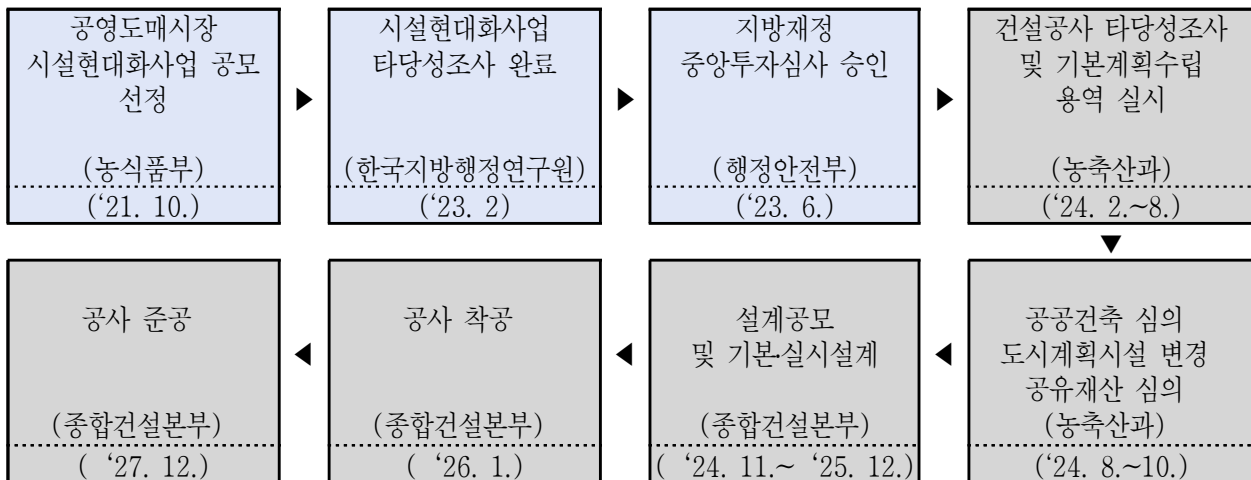 공영도매시장
시설현대화사업 공모
선정
(농식품부)
(‘21. 10.)
▶
시설현대화사업
타당성조사 완료
(한국지방행정연구원)
(‘23. 2)
▶
지방재정
중앙투자심사 승인
(행정안전부)
(‘23. 6.)
▶
건설공사 타당성조사
및 기본계획수립
용역 실시
(농축산과)
(‘24. 2.~8.)
▼
공공건축 심의
도시계획시설 변경
공유재산 심의
(농축산과)
(‘24. 8.~10.)
◀
설계공모
및 기본·실시설계
(종합건설본부)
( ‘24. 11.~ ‘25. 12.)
◀
공사 착공
(종합건설본부)
( ‘26. 1.)
◀
공사 준공
(종합건설본부)
( ‘27. 12.)